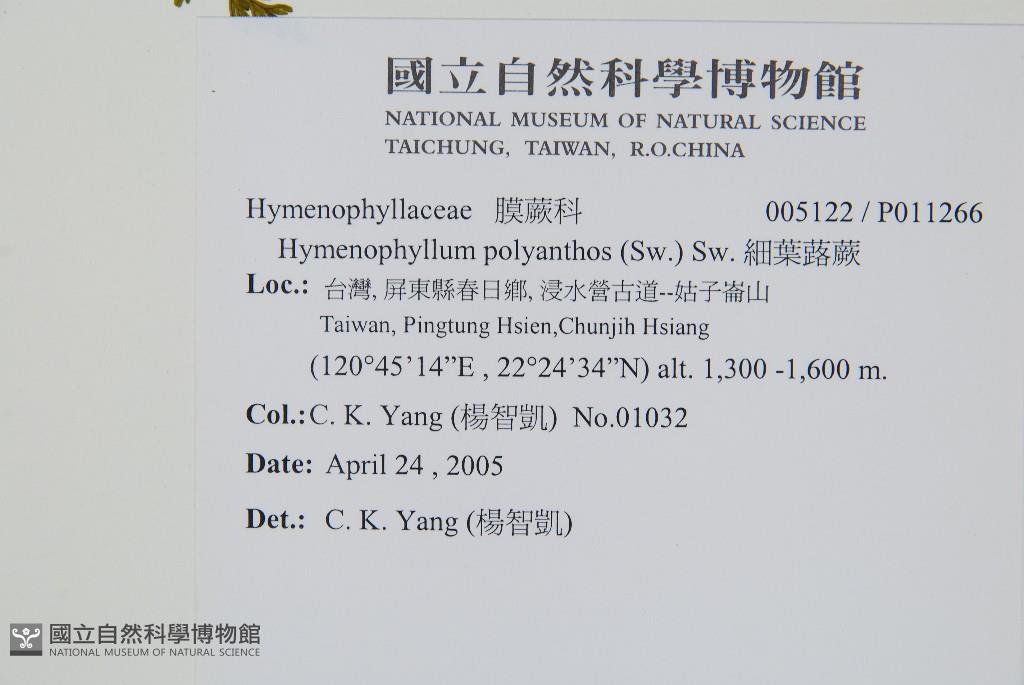 國立自然科學博物館
NATIONAL MUSEUM OF NATURAL SCIENCE
TAICHUNG, TAIWAN, R.O.CHINA
Hymenophyllaceae 膜蕨科 005122 / P011266
Hymenophyllum polyanthos (Sw.) Sw. 細葉蕗蕨
Loc.: 台灣, 屏東縣春日鄉, 浸水營古道--姑子崙山
Taiwan, Pingtung Hsien,Chunjih Hsiang
(120°45’14”E , 22°24’34”N) alt. 1,300 -1,600 m.
Col.:C. K. Yang (楊智凱) No.01032
Date: April 24 , 2005
Det.: C. K. Yang (楊智凱)
國立自然科學博物館
NATIONAL MUSEUM OF NATURAL SCIENCE